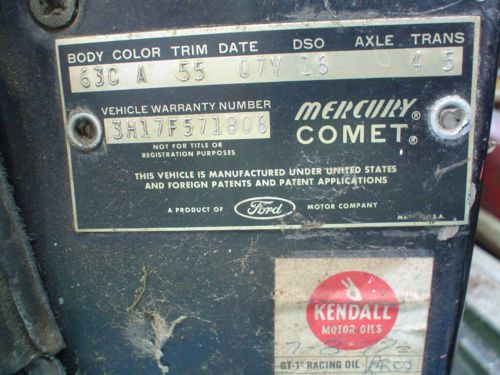 BODY COLOR TRIM DATE DSO AXLE TRANS
63C A 55 07V 16 4 5
VEHICLE WARRANTY NUMBER
3H17F571806
NOT FOR TITLE OR
REGISTRATION PURPOSES
MERCURY
COMET
THIS VEHICLE IS MANUFACTURED UNDER UNITED STATES
AND FOREIGN PATENTS AND PATENT APPLICATIONS
A PRODUCT OF Ford MOTOR COMPANY
KENDALL
MOTOR OILS
GT-1 RACING OIL